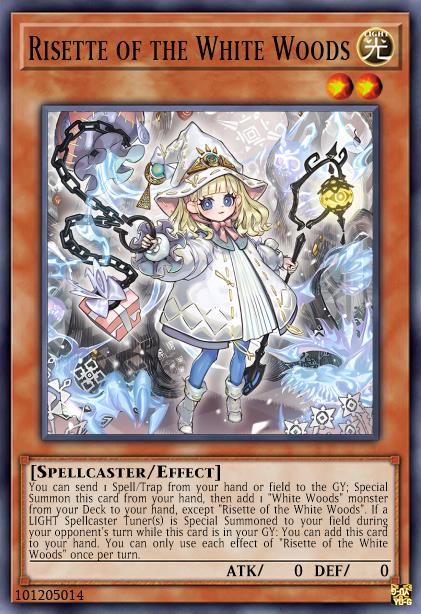 RISETTE OF THE WHITE WOODS
LIGHT
光
[SPELLCASTER/EFFECT]
You can send 1 Spell/Trap from your hand or field to the GY; Special
Summon this card from your hand, then add 1 "White Woods" monster
from your Deck to your hand, except "Risette of the White Woods". If a
LIGHT Spellcaster Tuner(s) is Special Summoned to your field during
your opponent's turn while this card is in your GY: You can add this card
to your hand. You can only use each effect of "Risette of the White
Woods" once per turn.
ATK/ 0 DEF/ 0
101205014